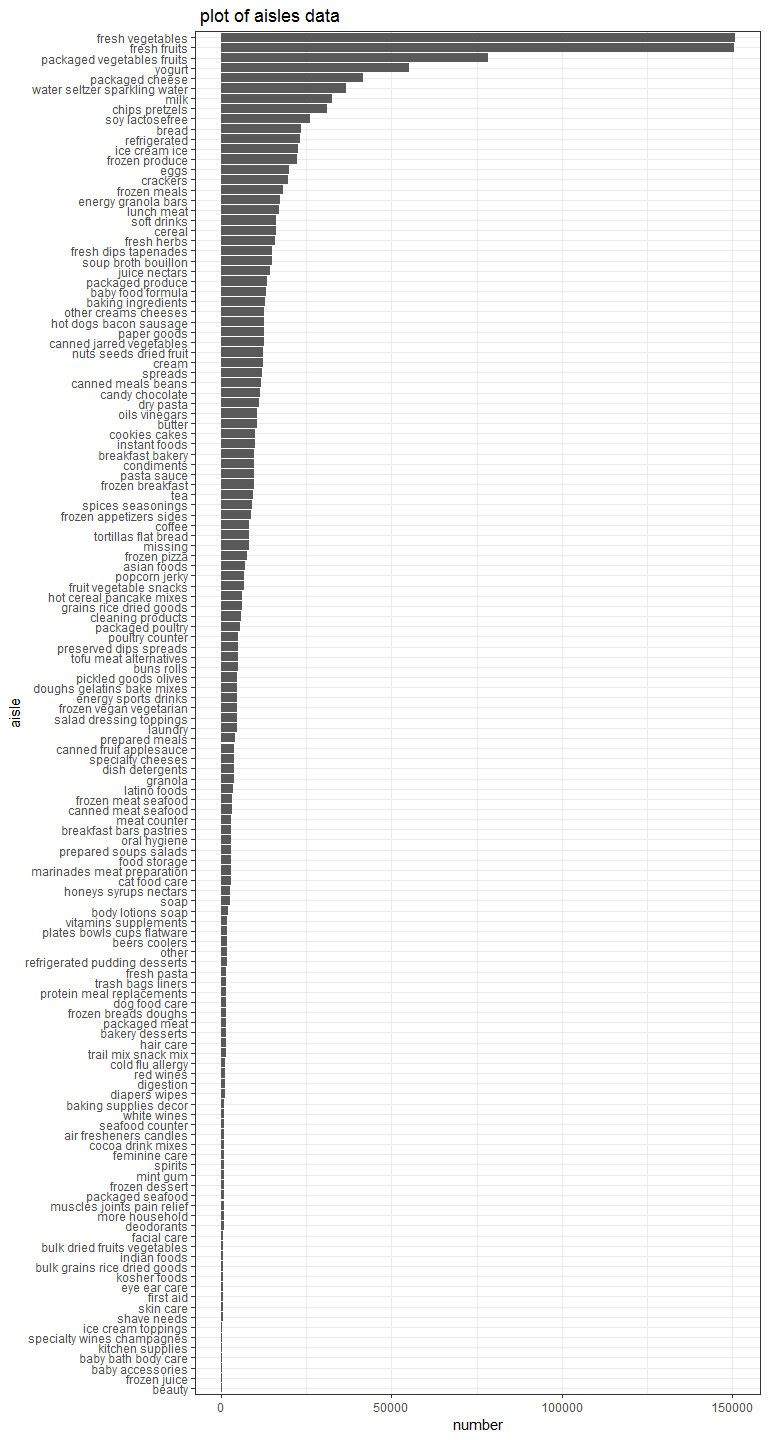 plot of aisles data
fresh vegetables
fresh fruits
packaged vegetables fruits
yogurt
packaged cheese
water seltzer sparkling water
milk
chips pretzels
soy lactosefree
bread
refrigerated
ice cream ice
frozen produce
eggs
crackers
frozen meals
energy granola bars
lunch meat
soft drinks
cereal
fresh herbs
fresh dips tapenades
soup broth bouillon
juice nectars
packaged produce
baby food formula
baking ingredients
other creams cheeses
hot dogs bacon sausage
paper goods
canned jarred vegetables
nuts seeds dried fruit
cream
spreads
canned meals beans
candy chocolate
dry pasta
oils vinegars
butter
cookies cakes
instant foods
breakfast bakery
condiments
pasta sauce
frozen breakfast
tea
spices seasonings
frozen appetizers sides
coffee
tortillas flat bread
missing
frozen pizza
asian foods
popcorn jerky
fruit vegetable snacks
hot cereal pancake mixes
grains rice dried goods
cleaning products
packaged poultry
poultry counter
preserved dips spreads
tofu meat alternatives
buns rolls
pickled goods olives
doughs gelatins bake mixes
energy sports drinks
frozen vegan vegetarian
salad dressing toppings
laundry
prepared meals
canned fruit applesauce
specialty cheeses
dish detergents
granola
latino foods
frozen meat seafood
canned meat seafood
meat counter
breakfast bars pastries
oral hygiene
prepared soups salads
food storage
marinades meat preparation
cat food care
honeys syrups nectars
soap
body lotions soap
vitamins supplements
plates bowls cups flatware
beers coolers
other
refrigerated pudding desserts
fresh pasta
trash bags liners
protein meal replacements
dog food care
frozen breads doughs
packaged meat
bakery desserts
hair care
trail mix snack mix
cold flu allergy
red wines
digestion
diapers wipes
baking supplies decor
white wines
seafood counter
air fresheners candles
cocoa drink mixes
feminine care
spirits
mint gum
frozen dessert
packaged seafood
muscles joints pain relief
more household
deodorants
facial care
bulk dried fruits vegetables
indian foods
bulk grains rice dried goods
kosher foods
eye ear care
first aid
skin care
shave needs
ice cream toppings
specialty wines champagnes
kitchen supplies
baby bath body care
baby accessories
frozen juice
beauty
aisle
0 50000 100000 150000
number